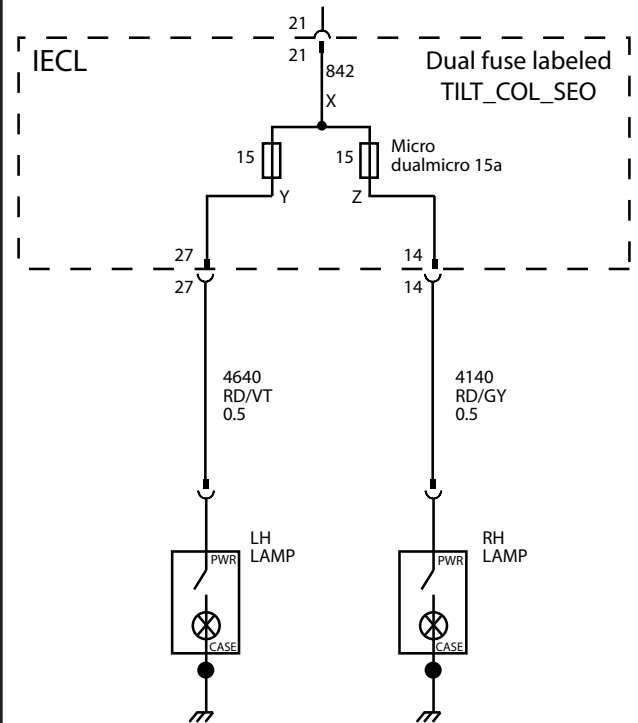 21
21
IECL
Dual fuse labeled
TILT_COL_SEO
842
X
15
15
Micro
dualmicro 15a
Y
Z
27
14
27
14
4640
RD/VT
0.5
4140
RD/GY
0.5
LH
LAMP
PWR
CASE
RH
LAMP
PWR
CASE